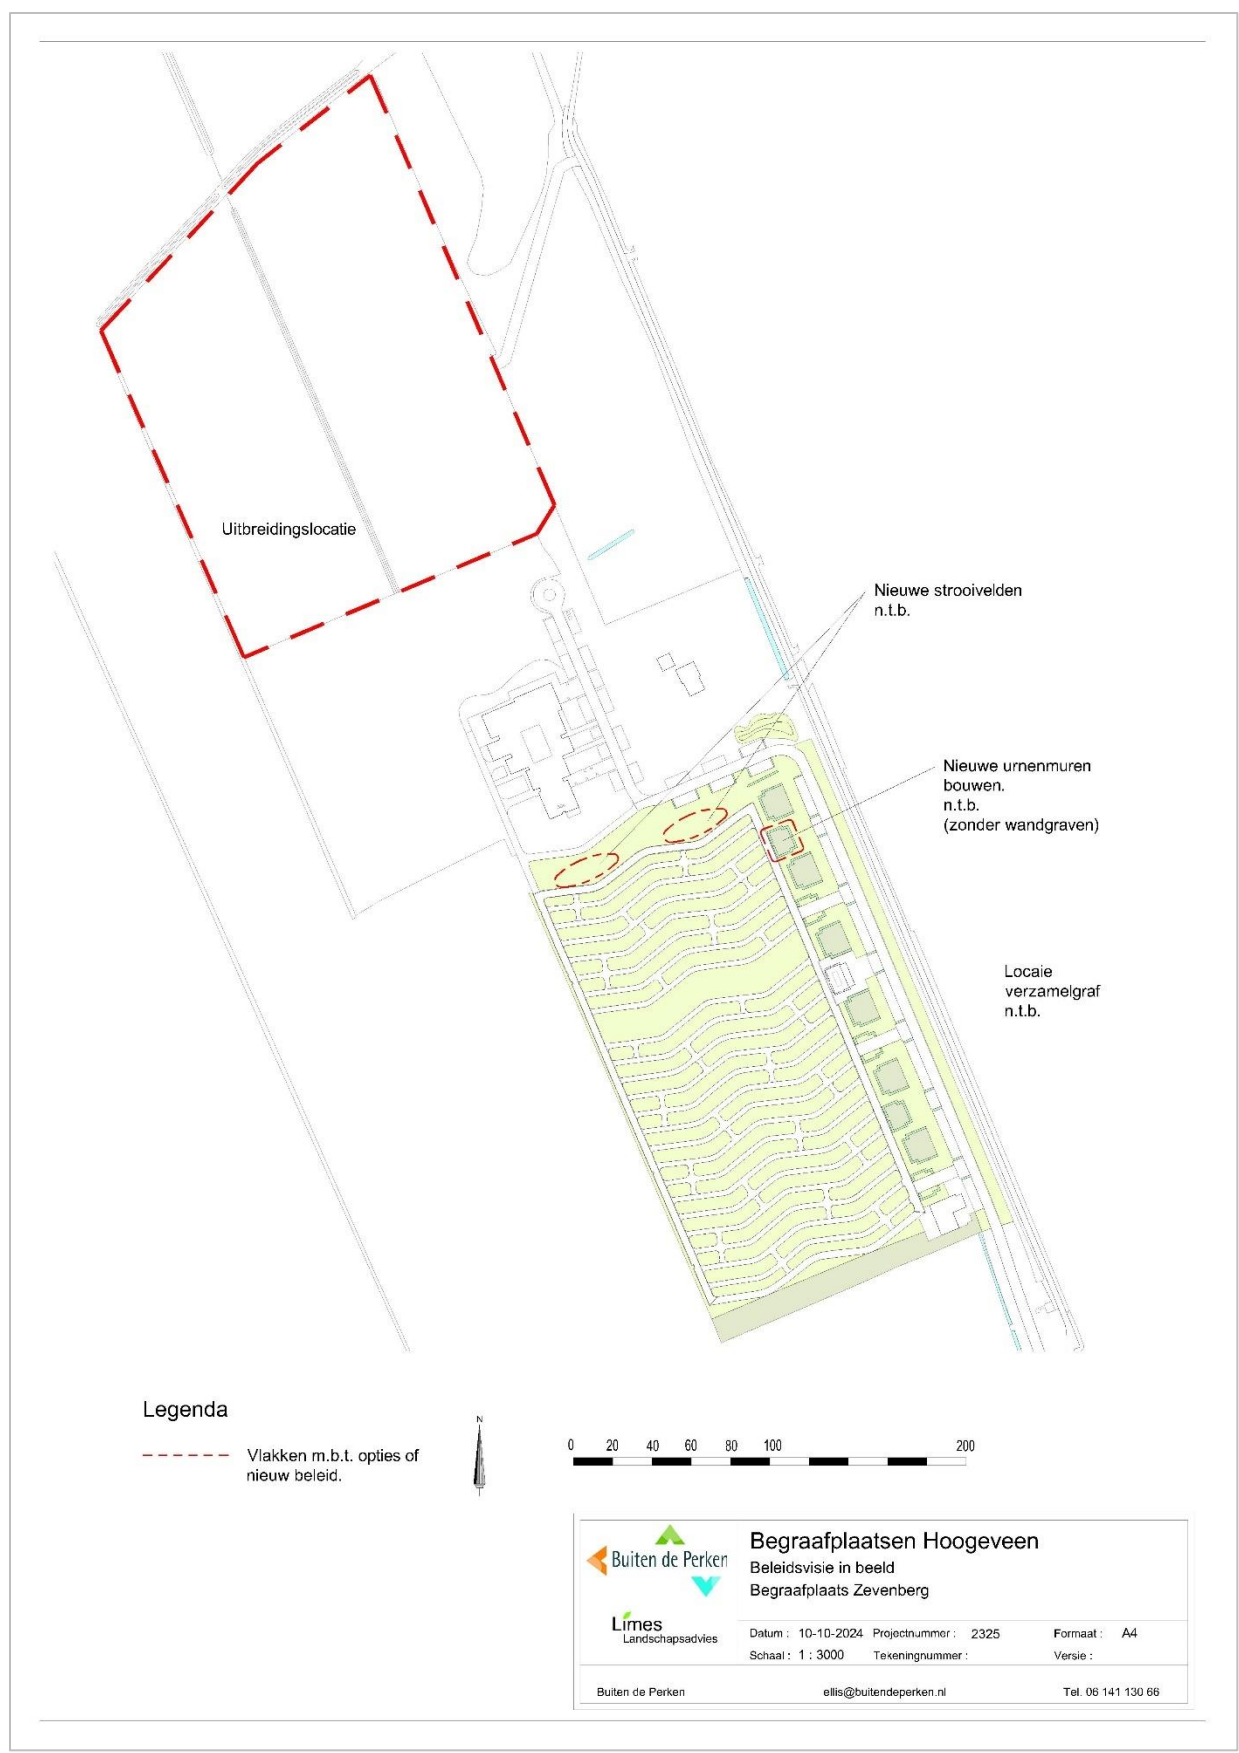 Uitbreidingslocatie
Nieuwe strooivelden
n.t.b.
Nieuwe urnenmuren
bouwen.
n.t.b.
(zonder wandgraven)
Locaie
verzamelgraf
n.t.b.
Legenda
Vlakken m.b.t. opties of
nieuw beleid.
N
0 20 40 60 80 100 200
Buiten de Perken
Limes
Landschapsadvies
Begraafplaatsen Hoogeveen
Beleidsvisie in beeld
Begraafplaats Zevenberg
Datum : 10-10-2024 Projectnummer : 2325 Formaat : A4
Schaal : 1 : 3000 Tekeningnummer : Versie :
Buiten de Perken ellis@buitendeperken.nl Tel. 06 141 130 66